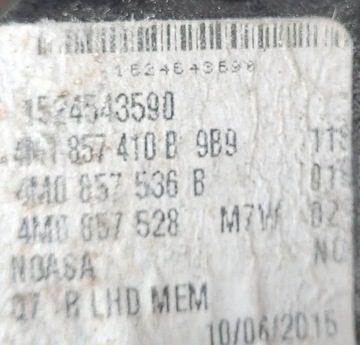 1524543590
1524543590
4M1 857 410 B 9B9
4M0 857 536 B
4M0 857 528 M7W
NOASA
Q7 -R LHD MEM
10/06/2015